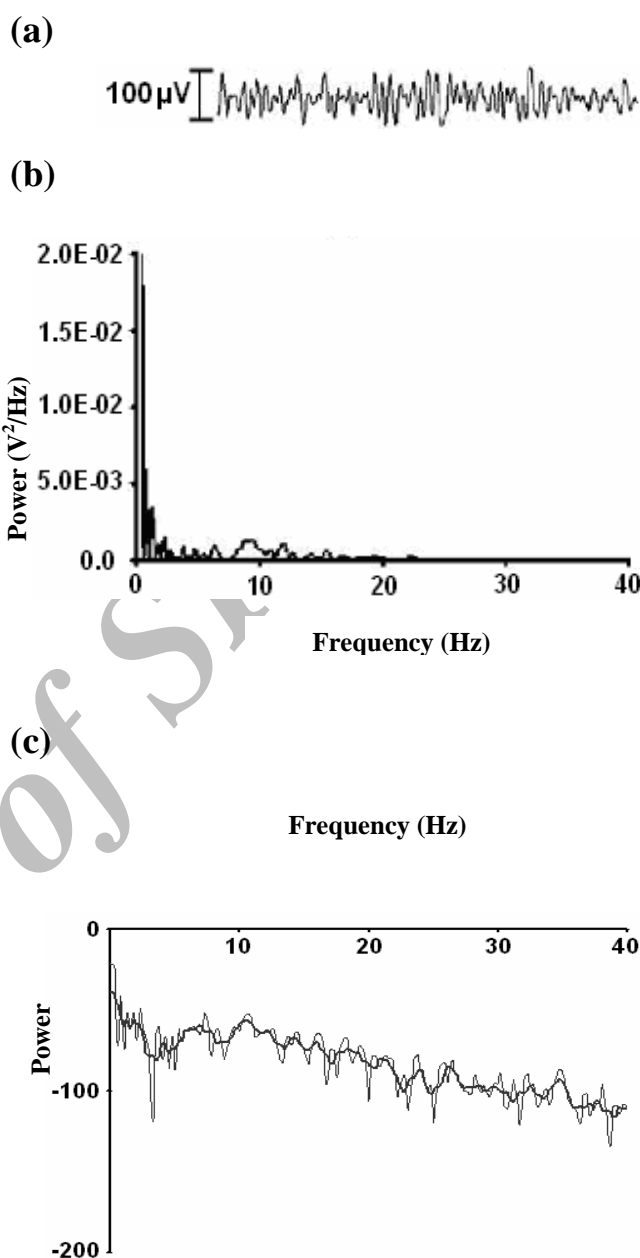 (a)
100µV
(b)
2.0E-02
1.5E-02
1.0E-02
5.0E-03
0.0
Power (V²/Hz)
0 10 20 30 40
Frequency (Hz)
of
(c)
Frequency (Hz)
0
10 20 30 40
Power
-100
-200